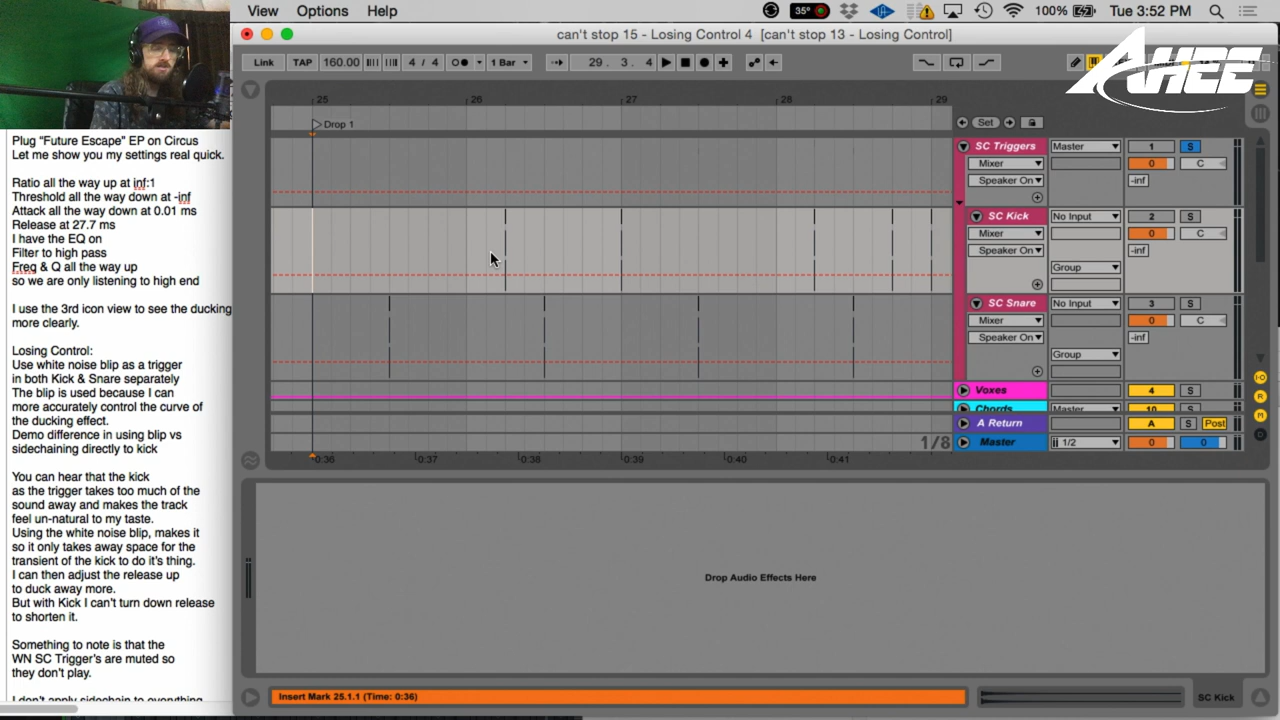 View Options Help
35° 100% Tue 3:52 PM
can't stop 15 - Losing Control 4 [can't stop 13 - Losing Control]
AHEE
Link TAP 160.00 4 / 4 1 Bar 29 . 3 . 4
25 26 27 28 29
Set
Drop 1
SC Triggers Master 1 S
Mixer 0 C
Speaker On -inf
SC Kick No Input 2 S
Mixer 0 C
Speaker On -inf
Group
SC Snare No Input 3 S
Mixer 0 C
Speaker On -inf
Group
Voxes 4 S
Chords Master 10 S
A Return A S Post
1/8 Master 1/2 0 0
0:36 0:37 0:38 0:39 0:40 0:41
Drop Audio Effects Here
Insert Mark 25.1.1 (Time: 0:36)
SC Kick
Plug “Future Escape” EP on Circus
Let me show you my settings real quick.
Ratio all the way up at inf:1
Threshold all the way down at -inf
Attack all the way down at 0.01 ms
Release at 27.7 ms
I have the EQ on
Filter to high pass
Freq & Q all the way up
so we are only listening to high end
I use the 3rd icon view to see the ducking
more clearly.
Losing Control:
Use white noise blip as a trigger
in both Kick & Snare separately
The blip is used because I can
more accurately control the curve of
the ducking effect.
Demo difference in using blip vs
sidechaining directly to kick
You can hear that the kick
as the trigger takes too much of the
sound away and makes the track
feel un-natural to my taste.
Using the white noise blip, makes it
so it only takes away space for the
transient of the kick to do it’s thing.
I can then adjust the release up
to duck away more.
But with Kick I can’t turn down release
to shorten it.
Something to note is that the
WN SC Trigger’s are muted so
they don’t play.
I don’t apply sidechain to everything